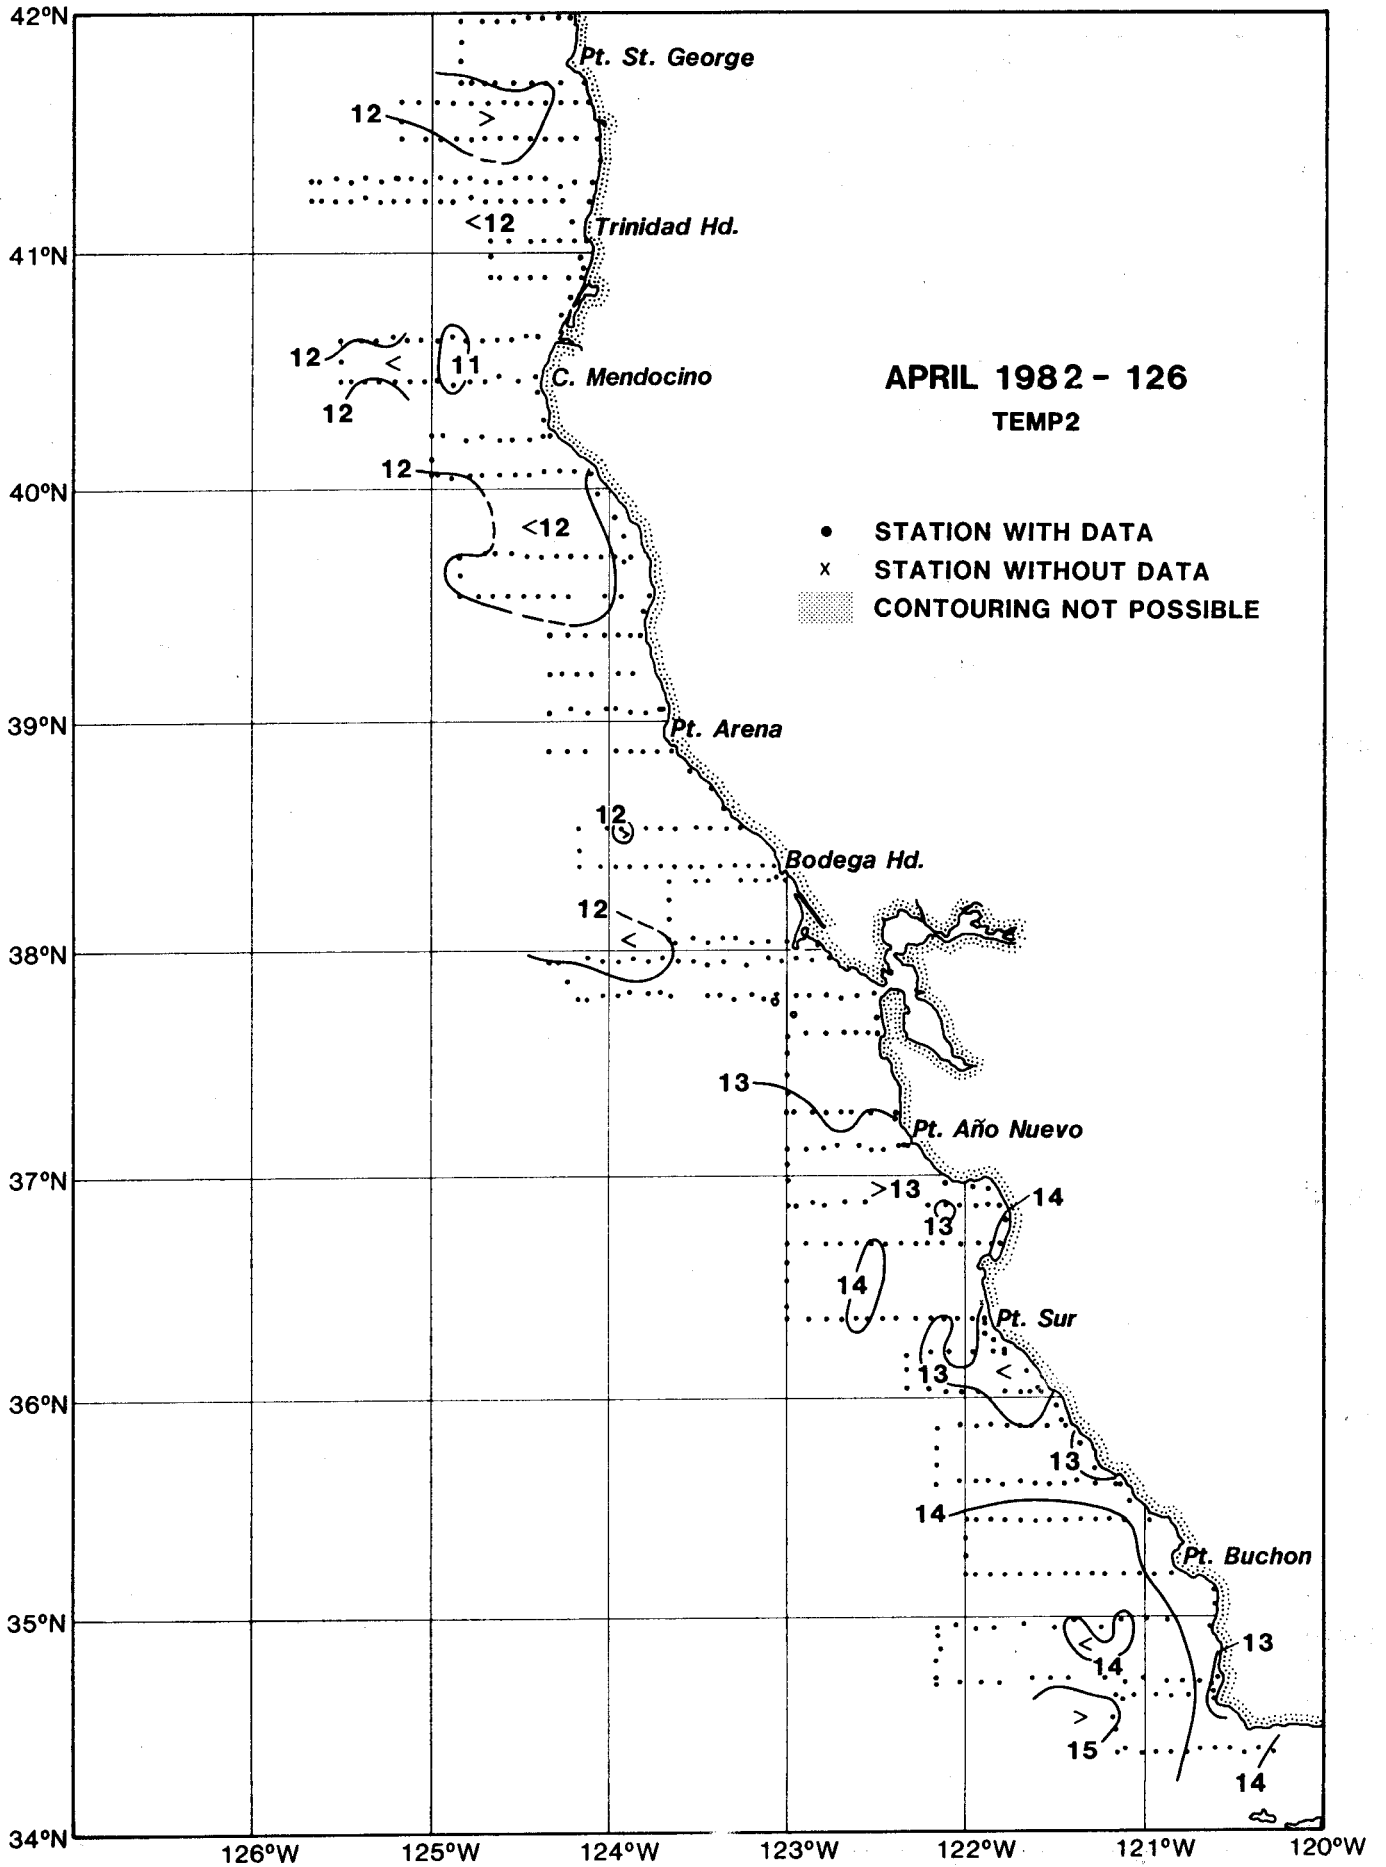 42°N
Pt. St. George
12
>
<12
Trinidad Hd.
41°N
12
<
11
C. Mendocino
12
APRIL 1982 - 126
TEMP2
12
40°N
<12
● STATION WITH DATA
x STATION WITHOUT DATA
CONTOURING NOT POSSIBLE
39°N
Pt. Arena
12
>
Bodega Hd.
12
<
38°N
13
Pt. Año Nuevo
37°N
>13
14
13
14
Pt. Sur
13
<
36°N
13
14
Pt. Buchon
35°N
13
<
14
>
15
14
34°N
126°W 125°W 124°W 123°W 122°W 121°W 120°W